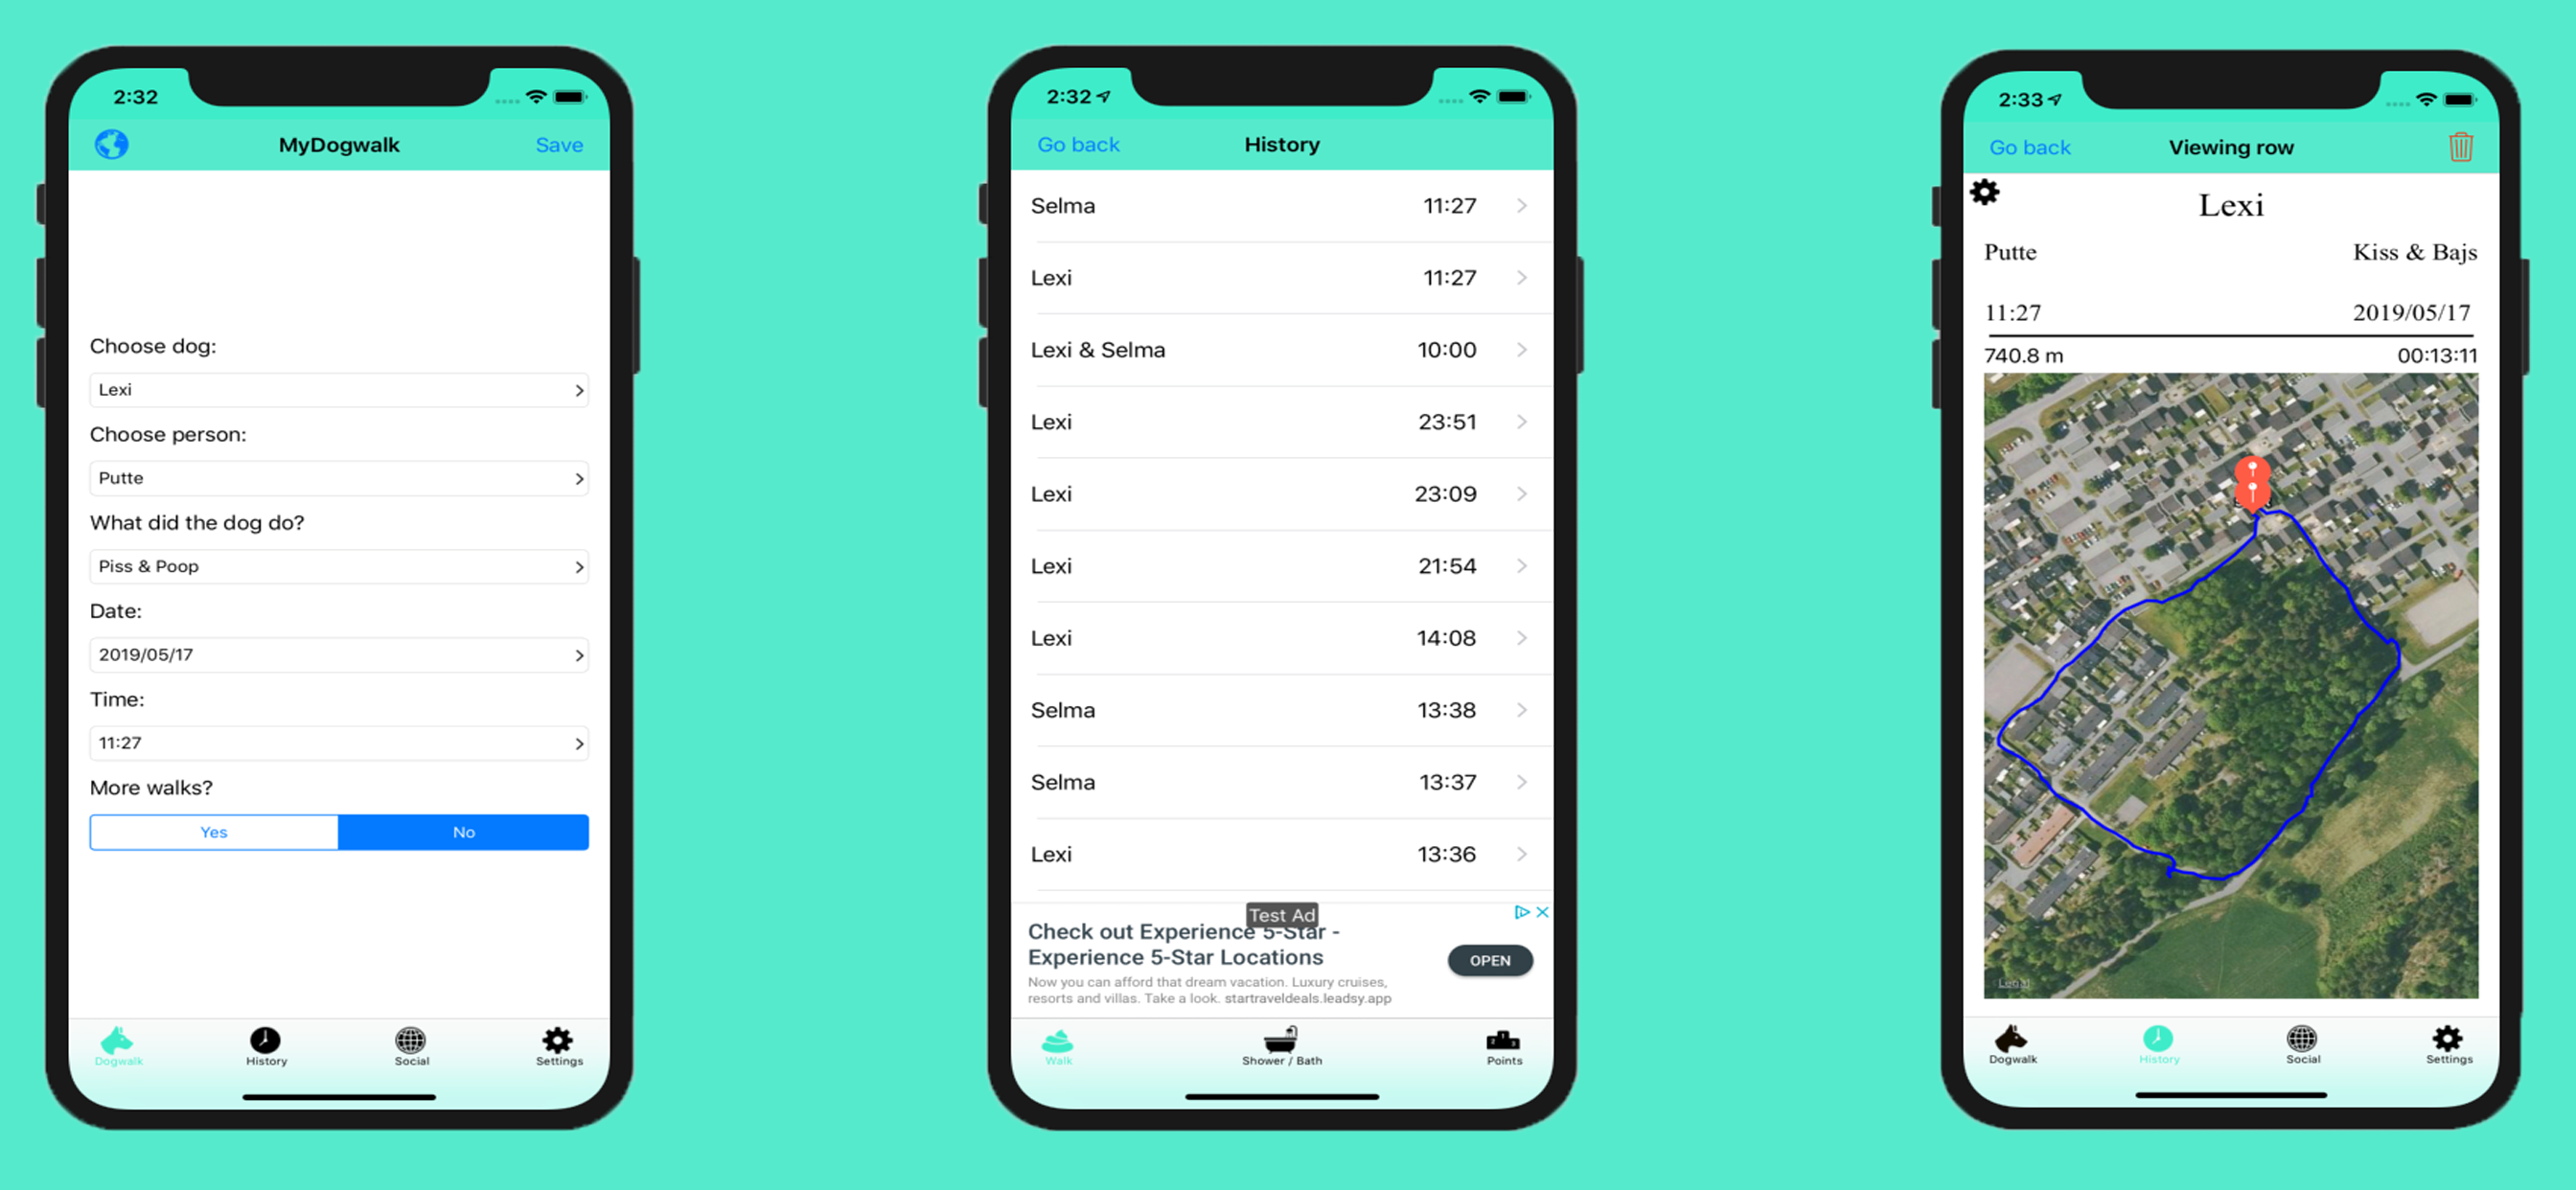 2:32
MyDogwalk
Save
Choose dog:
Lexi
Choose person:
Putte
What did the dog do?
Piss & Poop
Date:
2019/05/17
Time:
11:27
More walks?
Yes
No
Dogwalk
History
Social
Settings
2:32
Go back
History
Selma 11:27
Lexi 11:27
Lexi & Selma 10:00
Lexi 23:51
Lexi 23:09
Lexi 21:54
Lexi 14:08
Selma 13:38
Selma 13:37
Lexi 13:36
Test Ad
Check out Experience 5-Star -
Experience 5-Star Locations
OPEN
Now you can afford that dream vacation. Luxury cruises,
resorts and villas. Take a look. startraveldeals.leadsy.app
Walk
Shower / Bath
Points
2:33
Go back
Viewing row
Lexi
Putte
Kiss & Bajs
11:27
2019/05/17
740.8 m
00:13:11
Legal
Dogwalk
History
Social
Settings